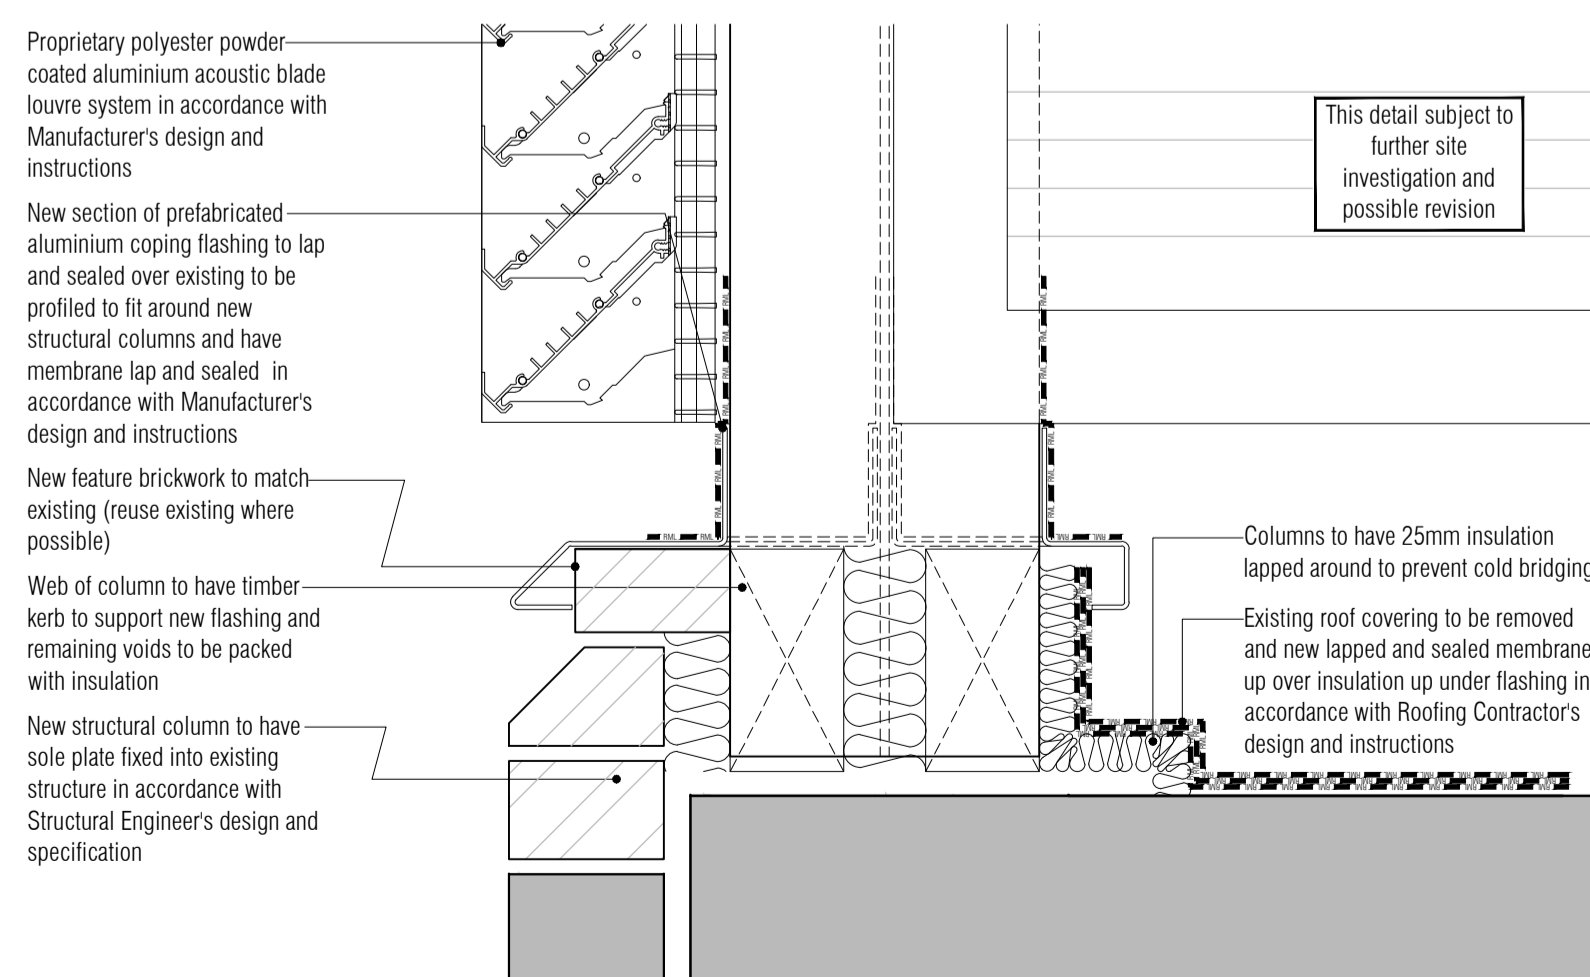 Proprietary polyester powder
coated aluminium acoustic blade
louvre system in accordance with
Manufacturer's design and
instructions
New section of prefabricated
aluminium coping flashing to lap
and sealed over existing to be
profiled to fit around new
structural columns and have
membrane lap and sealed in
accordance with Manufacturer's
design and instructions
New feature brickwork to match
existing (reuse existing where
possible)
Web of column to have timber
kerb to support new flashing and
remaining voids to be packed
with insulation
New structural column to have
sole plate fixed into existing
structure in accordance with
Structural Engineer's design and
specification
This detail subject to
further site
investigation and
possible revision
Columns to have 25mm insulation
lapped around to prevent cold bridging
Existing roof covering to be removed
and new lapped and sealed membrane
up over insulation up under flashing in
accordance with Roofing Contractor's
design and instructions
RML RML